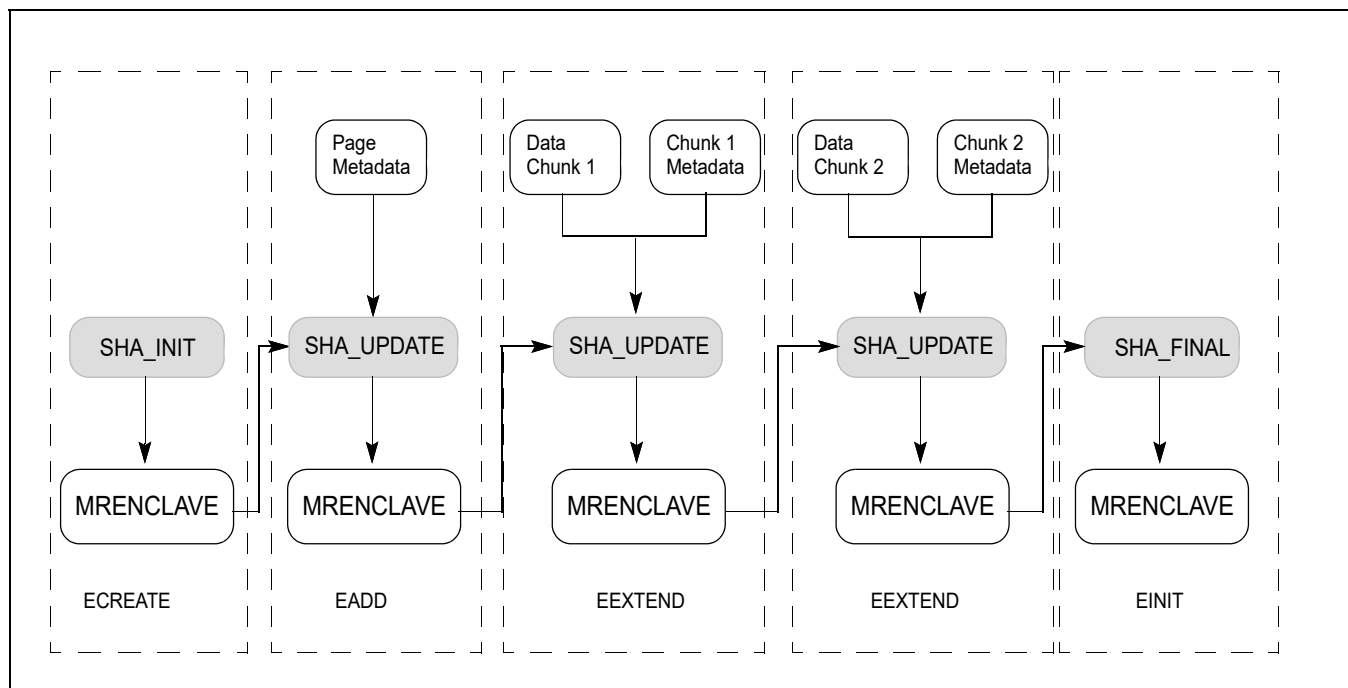 Page
Metadata
Data
Chunk 1
Chunk 1
Metadata
Data
Chunk 2
Chunk 2
Metadata
SHA_INIT
SHA_UPDATE
SHA_UPDATE
SHA_UPDATE
SHA_FINAL
MRENCLAVE
MRENCLAVE
MRENCLAVE
MRENCLAVE
MRENCLAVE
ECREATE
EADD
EEXTEND
EEXTEND
EINIT